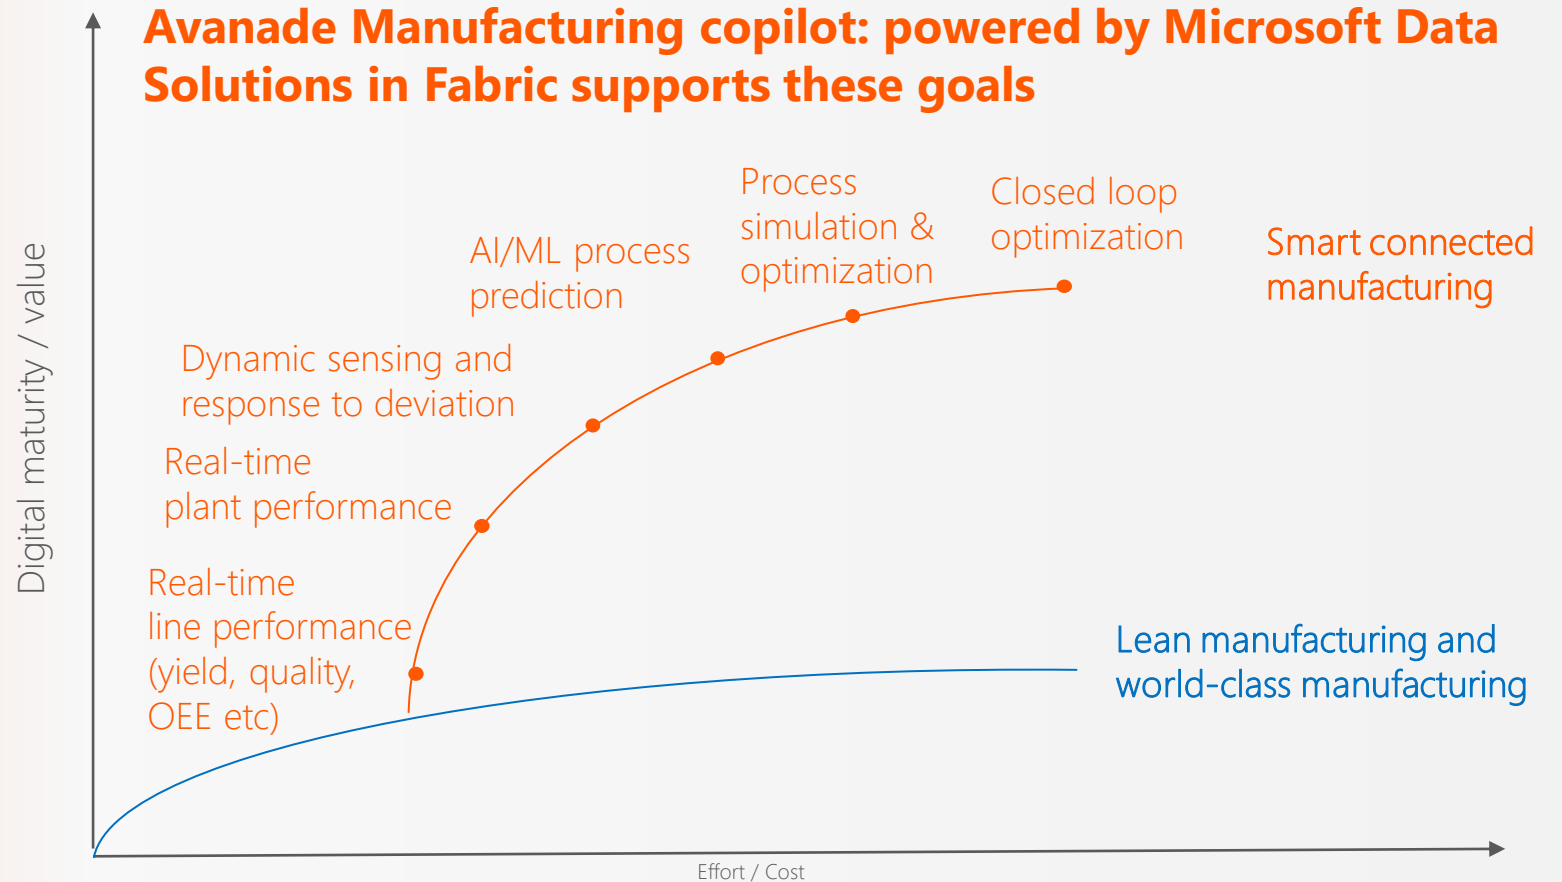 Avanade Manufacturing copilot: powered by Microsoft Data
Solutions in Fabric supports these goals
Digital maturity / value
Process
simulation &
optimization
Closed loop
optimization
Smart connected
manufacturing
AI/ML process
prediction
Dynamic sensing and
response to deviation
Real-time
plant performance
Real-time
line performance
(yield, quality,
OEE etc)
Lean manufacturing and
world-class manufacturing
Effort / Cost